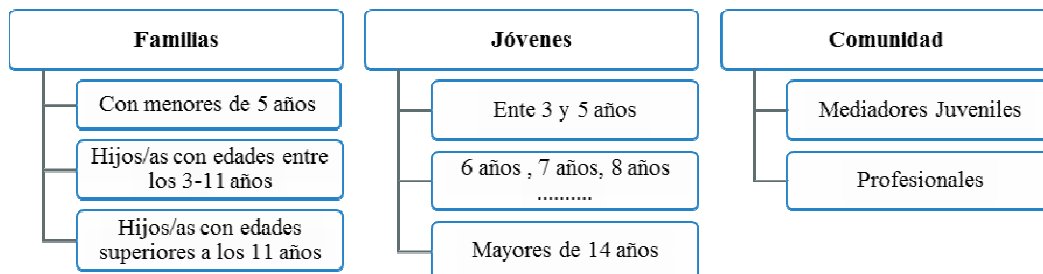 Familias
Con menores de 5 años
Hijos/as con edades entre
los 3-11 años
Hijos/as con edades
superiores a los 11 años
Jóvenes
Ente 3 y 5 años
6 años , 7 años, 8 años
..........
Mayores de 14 años
Comunidad
Mediadores Juveniles
Profesionales